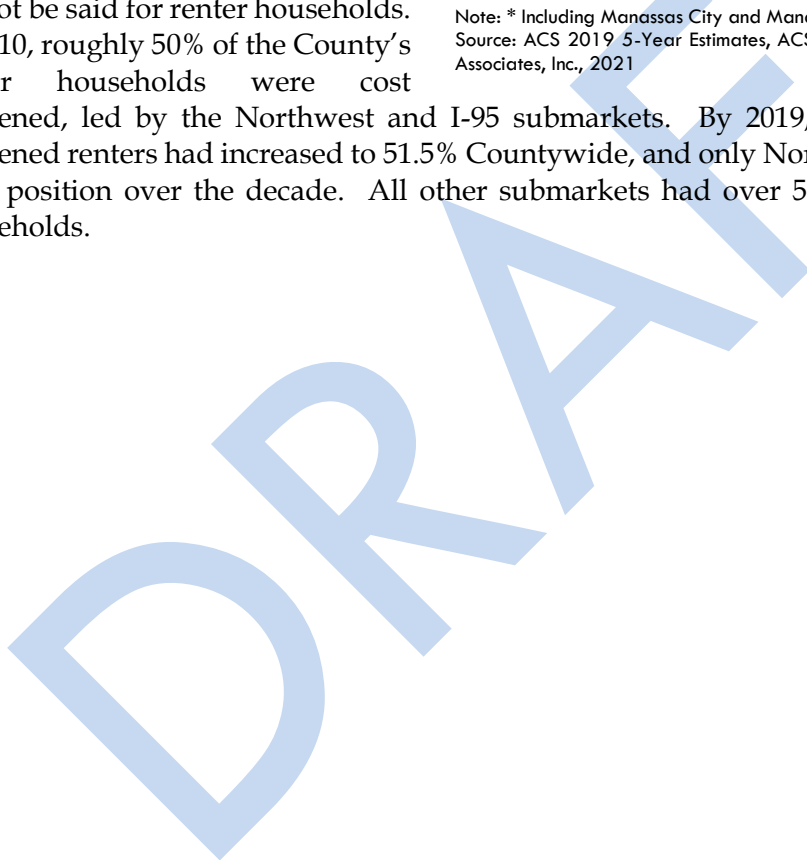 ot be said for renter households.
10, roughly 50% of the County's
r households were cost
ened, led by the Northwest and I-95 submarkets. By 2019,
ened renters had increased to 51.5% Countywide, and only Nor
position over the decade. All other submarkets had over 5
eholds.
Note: * Including Manassas City and Mana
Source: ACS 2019 5-Year Estimates, ACS
Associates, Inc., 2021
DRAF